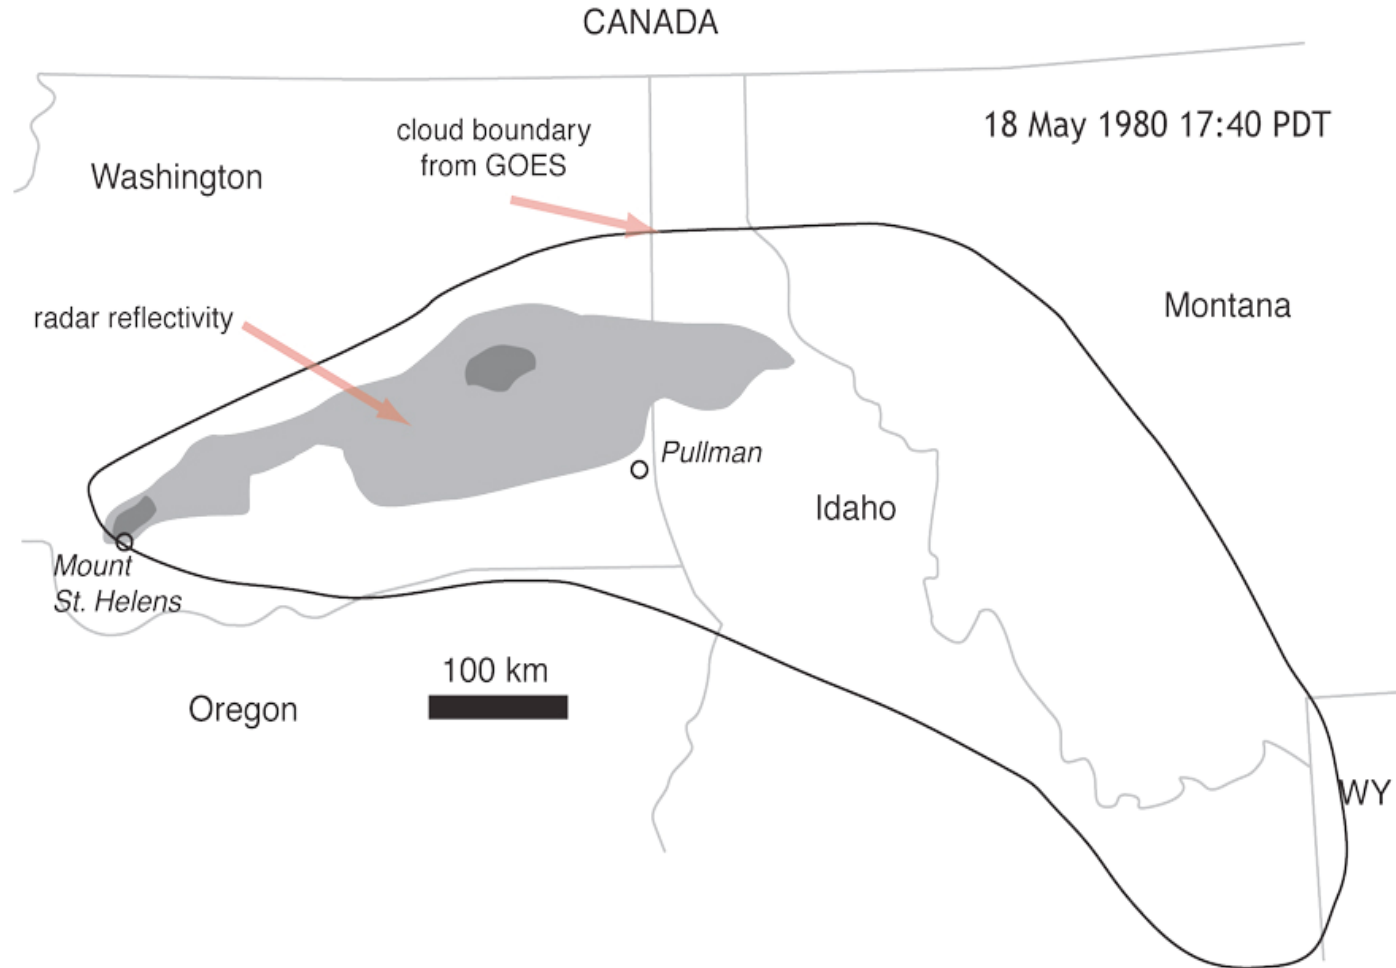 CANADA
18 May 1980 17:40 PDT
cloud boundary
from GOES
Washington
Montana
radar reflectivity
Pullman
Idaho
Mount
St. Helens
100 km
Oregon
WY